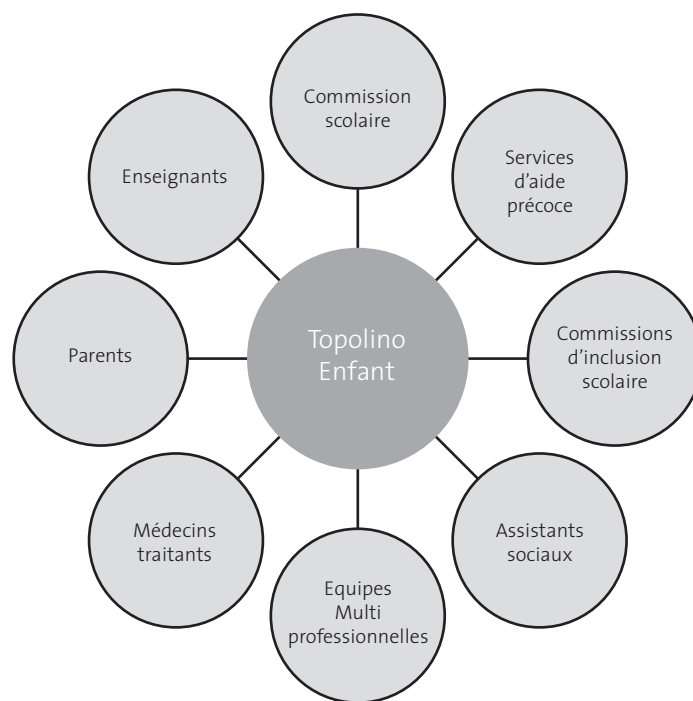 Commission
scolaire
Enseignants
Services
d'aide
précoce
Parents
Topolino
Enfant
Commissions
d'inclusion
scolaire
Médecins
traitants
Assistants
sociaux
Equipes
Multi
professionnelles